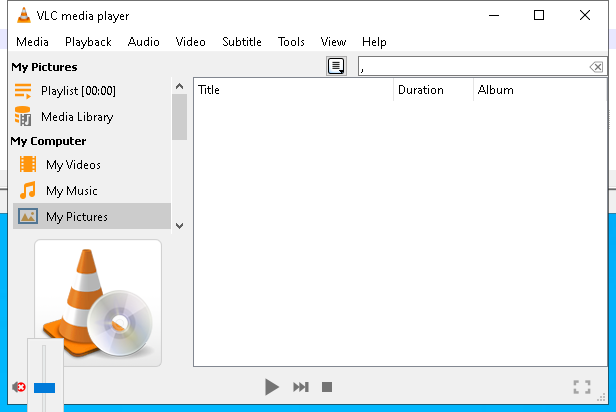 VLC media player
Media Playback Audio Video Subtitle Tools View Help
My Pictures
,
Playlist [00:00]
Media Library
My Computer
My Videos
My Music
My Pictures
Title Duration Album